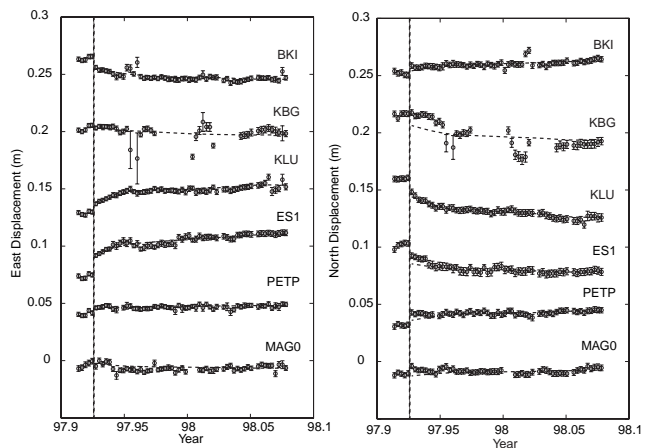 0.3
0.25
0.2
0.15
0.1
0.05
0
East Displacement (m)
BKI
KBG
KLU
ES1
PETP
MAG0
97.9
97.95
98
98.05
98.1
Year
0.3
0.25
0.2
0.15
0.1
0.05
0
North Displacement (m)
BKI
KBG
KLU
ES1
PETP
MAG0
97.9
97.95
98
98.05
98.1
Year